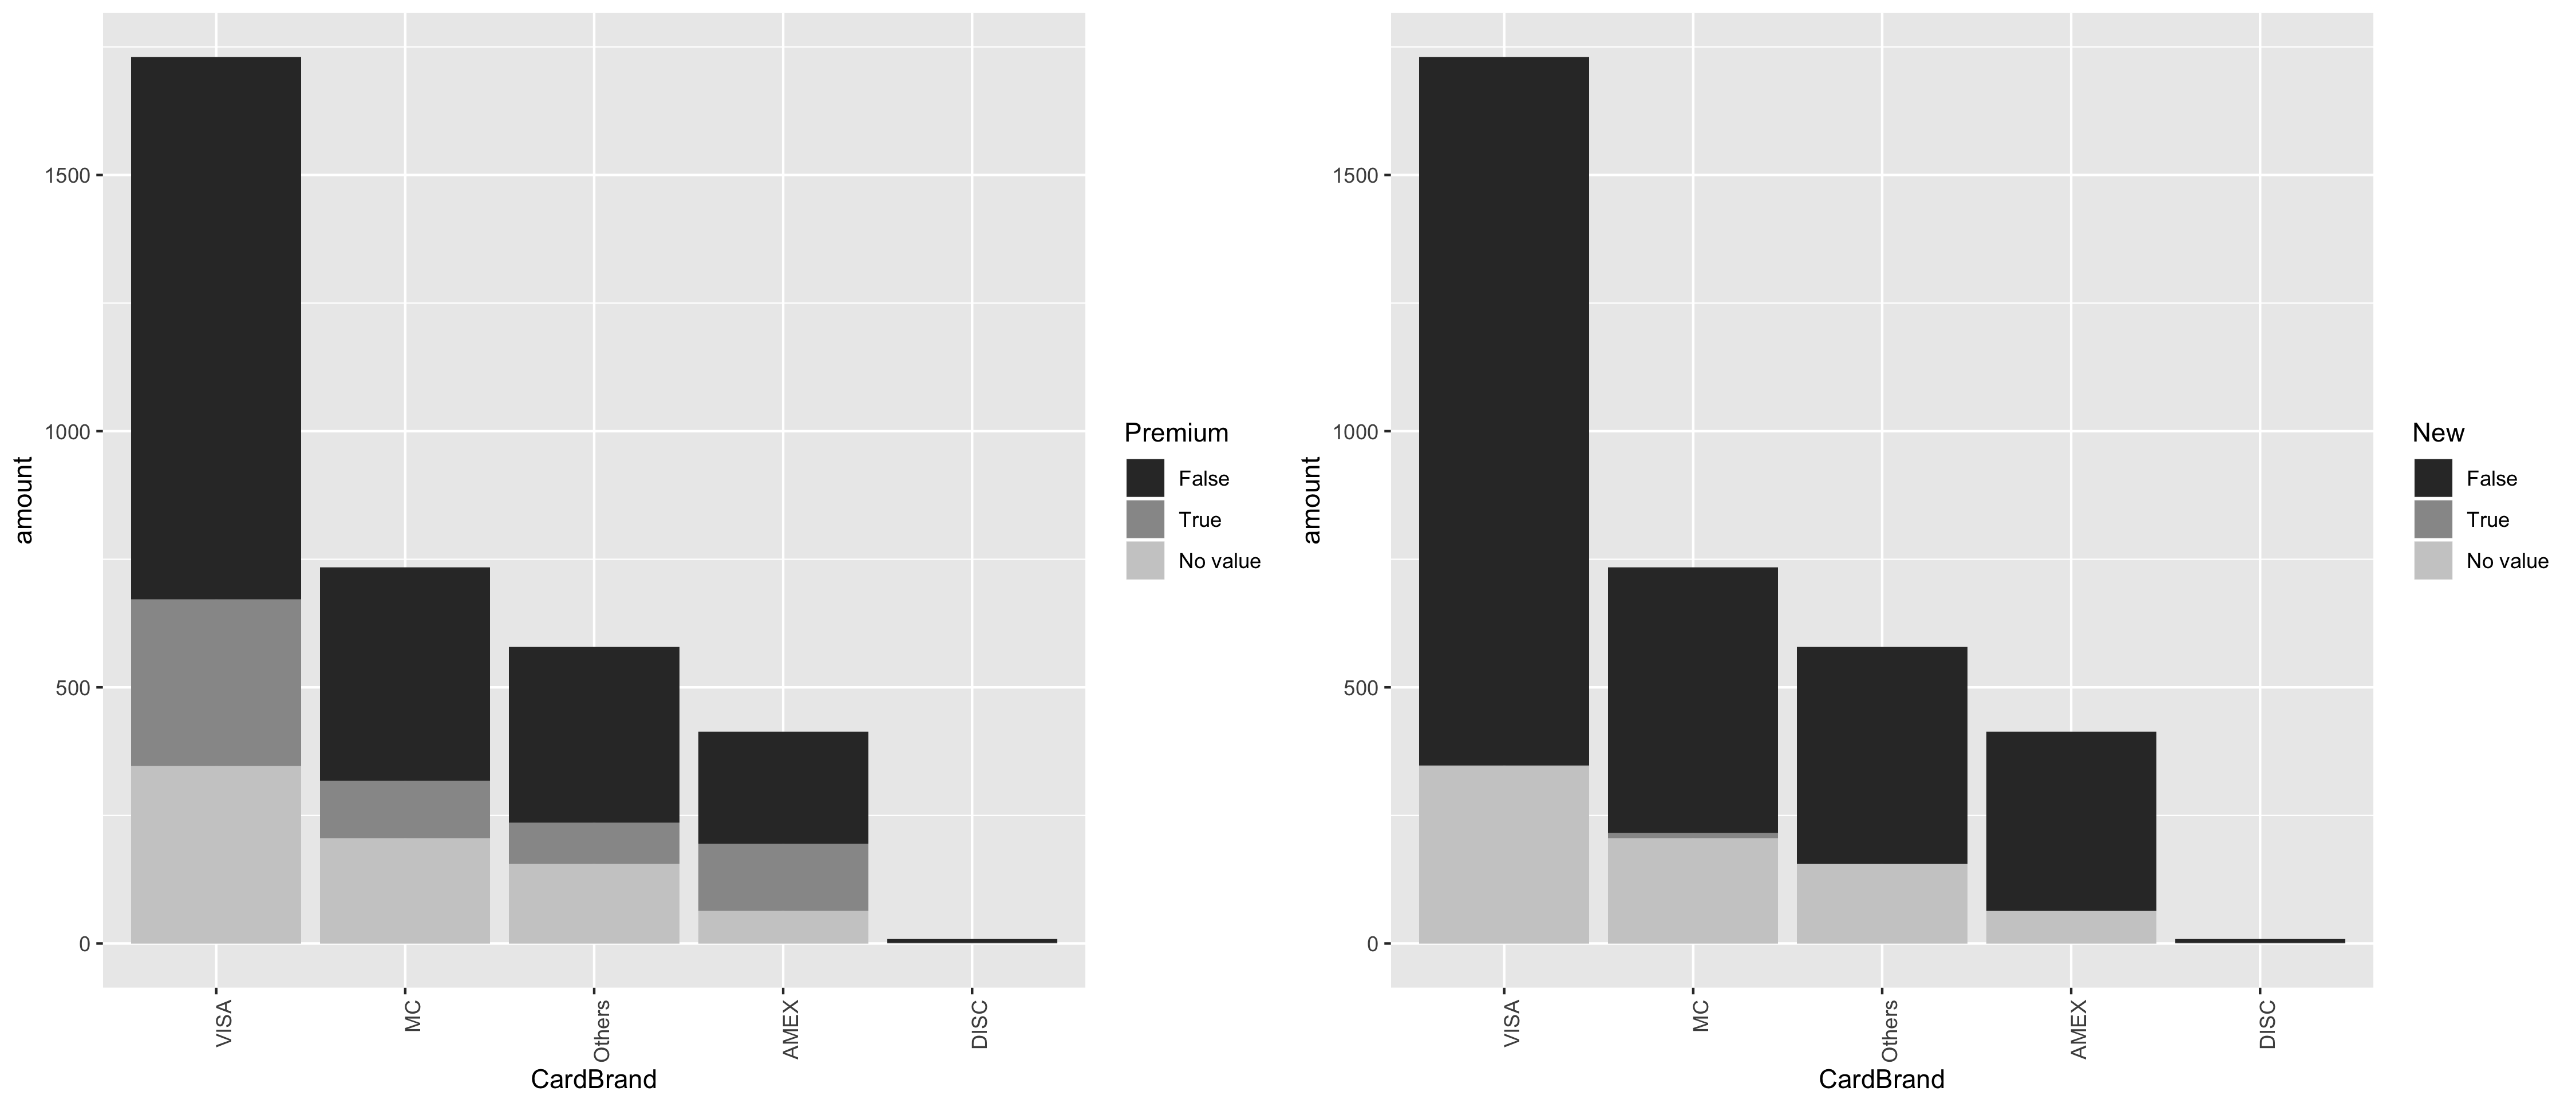 amount
1500
1000
500
0
VISA
MC
Others
AMEX
DISC
CardBrand
Premium
False
True
No value
amount
1500
1000
500
0
VISA
MC
Others
AMEX
DISC
CardBrand
New
False
True
No value